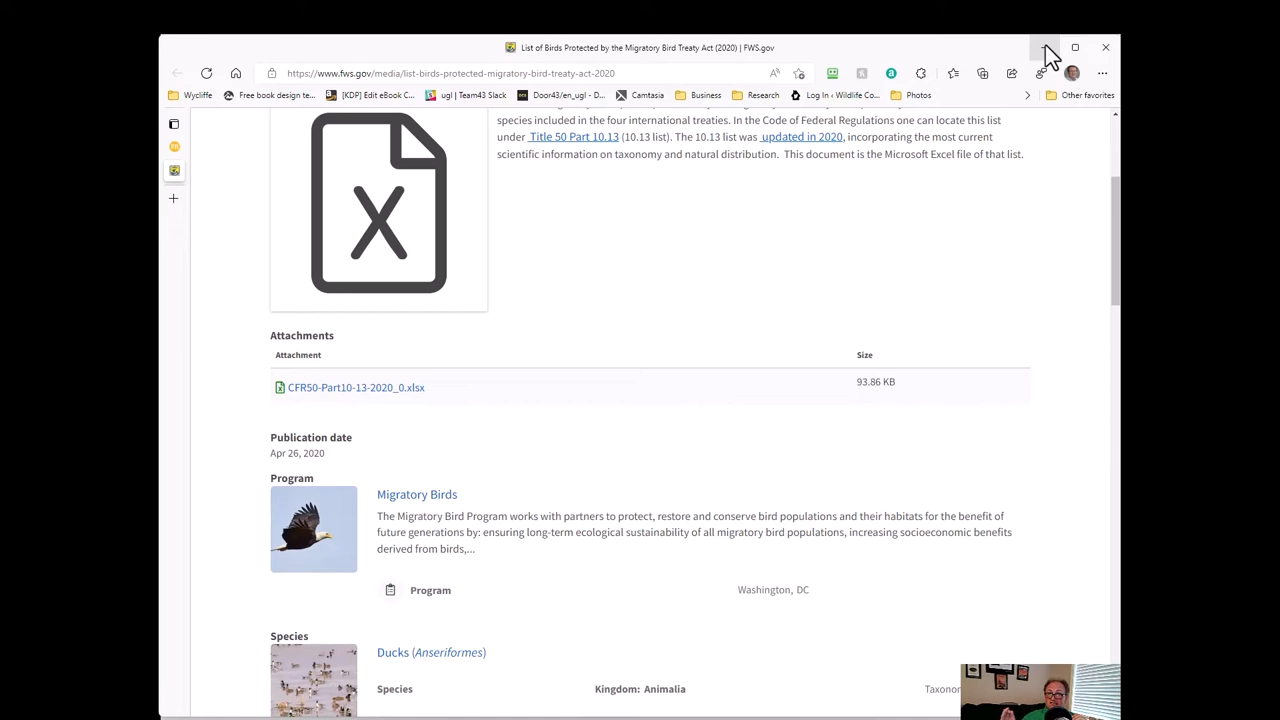 List of Birds Protected by the Migratory Bird Treaty Act (2020) | FWS.gov
https://www.fws.gov/media/list-birds-protected-migratory-bird-treaty-act-2020
Wycliffe Free book design te... [KDP] Edit eBook C... ugl | Team43 Slack Door43/en_ugl - D... Camtasia Business Research Log In ‹ Wildlife Co... Photos Other favorites
species included in the four international treaties. In the Code of Federal Regulations one can locate this list
under Title 50 Part 10.13 (10.13 list). The 10.13 list was updated in 2020, incorporating the most current
scientific information on taxonomy and natural distribution. This document is the Microsoft Excel file of that list.
X
Attachments
Attachment Size
CFR50-Part10-13-2020_0.xlsx 93.86 KB
Publication date
Apr 26, 2020
Program
Migratory Birds
The Migratory Bird Program works with partners to protect, restore and conserve bird populations and their habitats for the benefit of
future generations by: ensuring long-term ecological sustainability of all migratory bird populations, increasing socioeconomic benefits
derived from birds,...
Program Washington, DC
Species
Ducks (Anseriformes)
Species Kingdom: Animalia Taxono